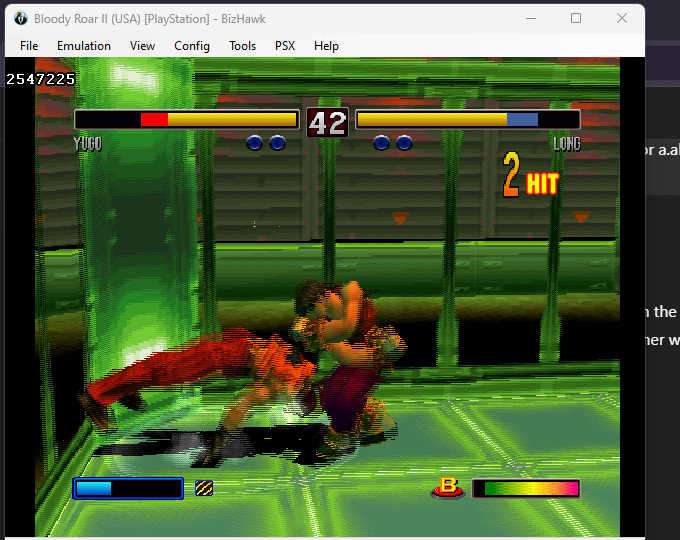 Bloody Roar II (USA) [PlayStation] - BizHawk
File Emulation View Config Tools PSX Help
2547225
42
YUGO
LONG
or a.al
2 HIT
n the
ner w
B